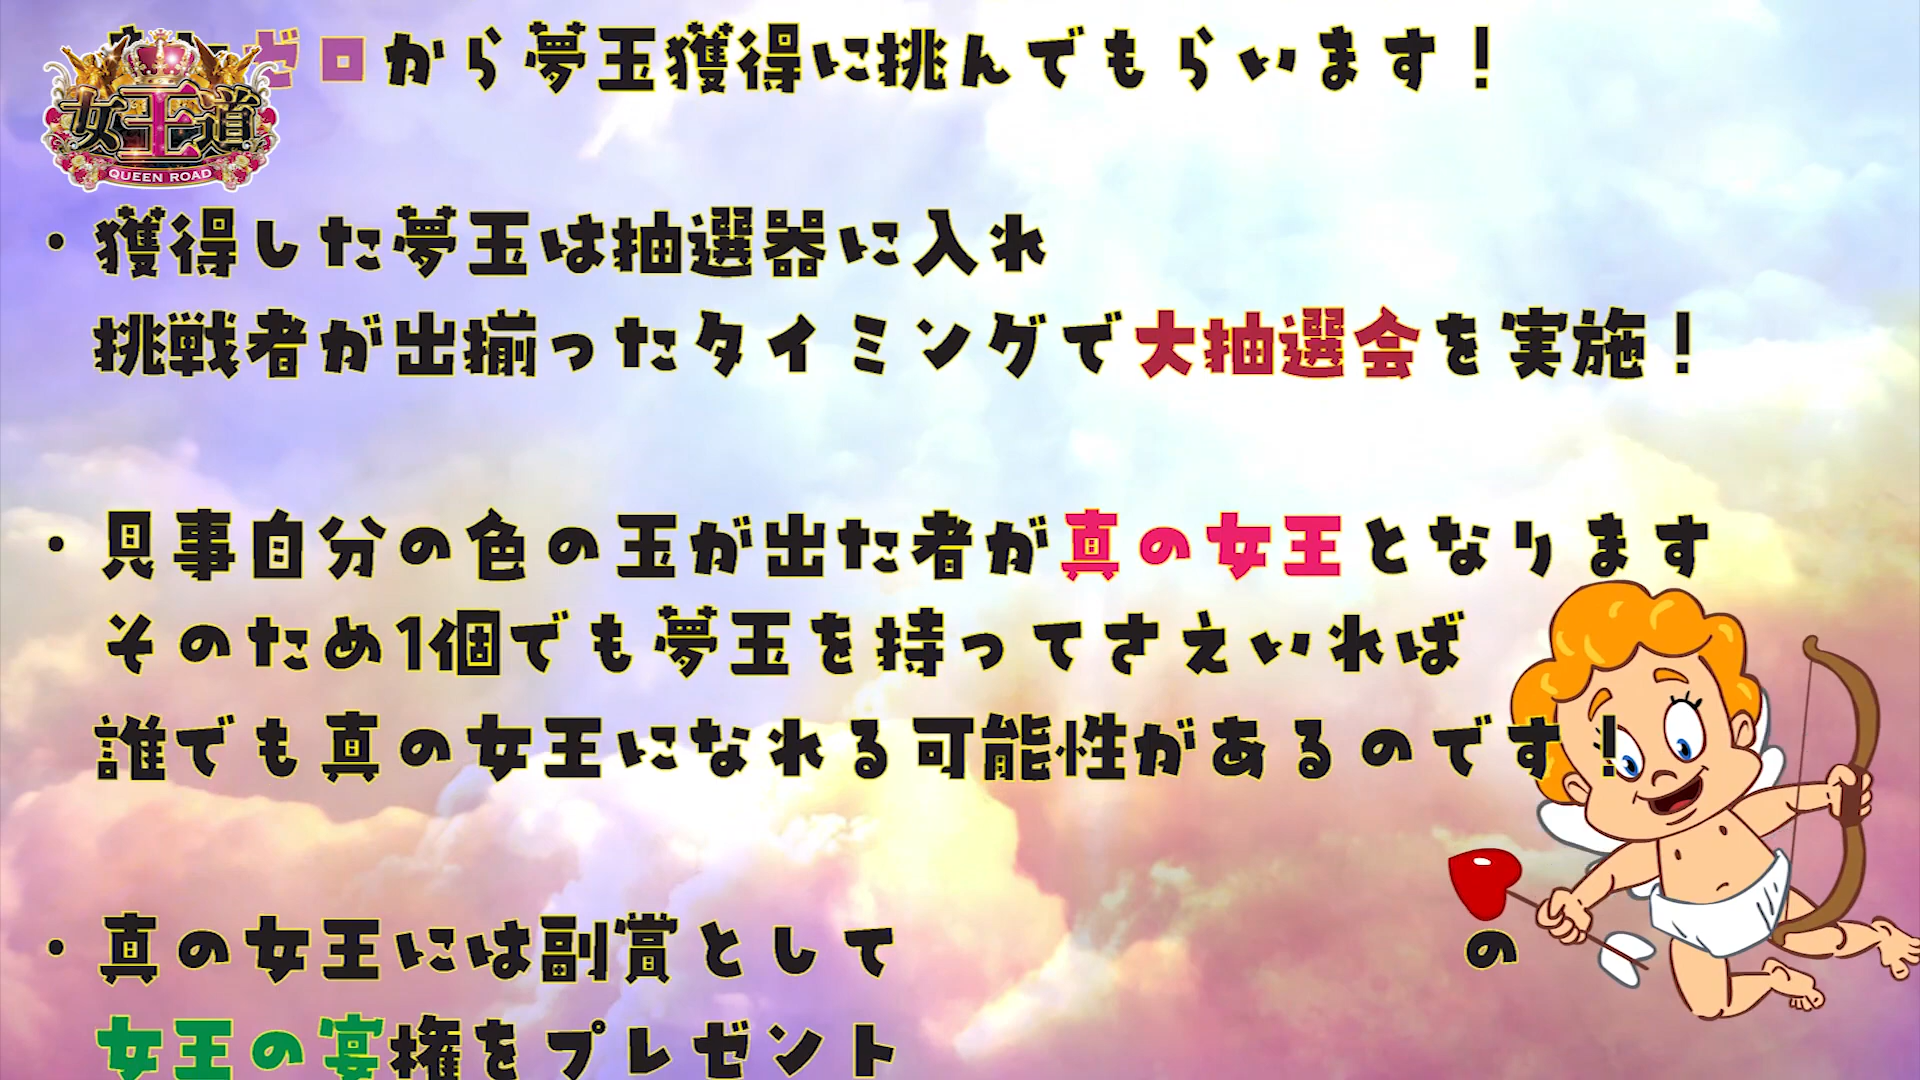 ゼロから夢玉獲得に挑んでもらいます！
女王道
QUEEN ROAD
・獲得した夢玉は抽選器に入れ
挑戦者が出揃ったタイミングで大抽選会を実施！
・見事自分の色の玉が出た者が真の女王となります
そのため1個でも夢玉を持ってさえいれば
誰でも真の女王になれる可能性があるのです！
・真の女王には副賞として
の
女王の宴権をプレゼント